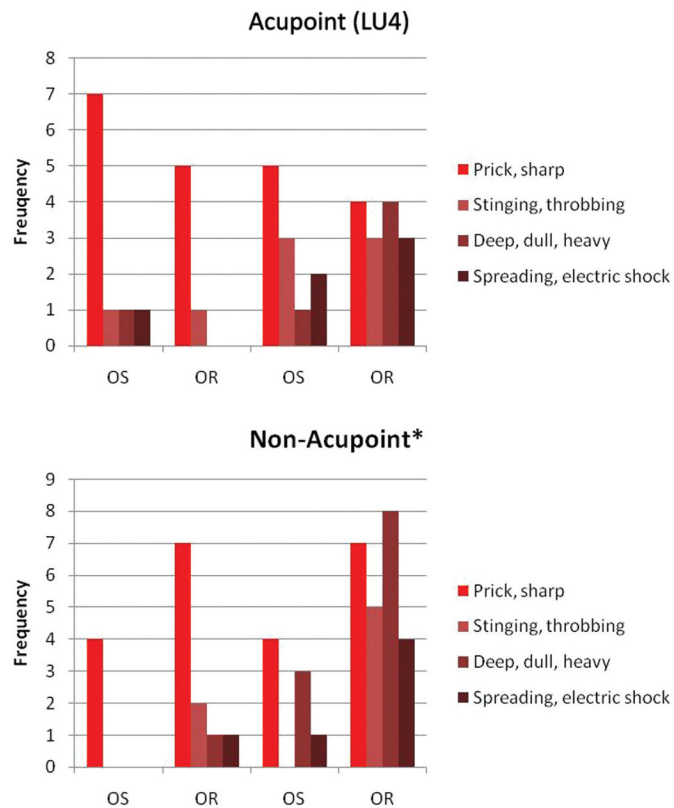 Acupoint (LU4)
8
7
6
5
4
3
2
1
0
Freuqency
OS OR OS OR
Prick, sharp
Stinging, throbbing
Deep, dull, heavy
Spreading, electric shock
Non-Acupoint*
9
8
7
6
5
4
3
2
1
0
Frequency
OS OR OS OR
Prick, sharp
Stinging, throbbing
Deep, dull, heavy
Spreading, electric shock